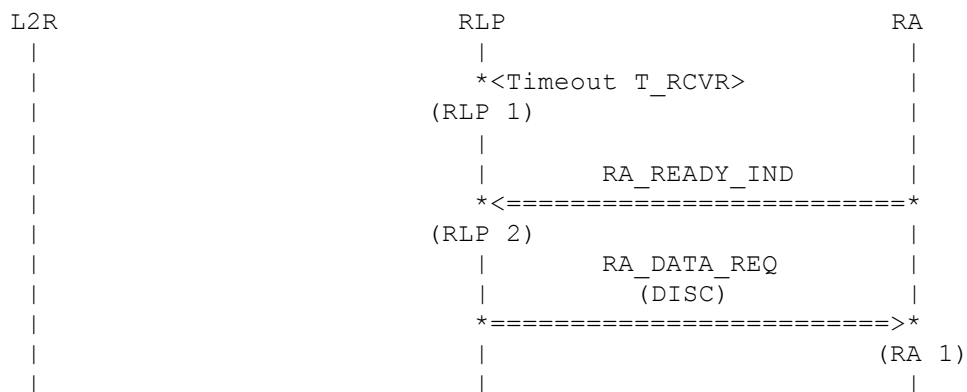 L2R RLP RA
*<Timeout T_RCVR>
(RLP 1)
RA_READY_IND
*<=========================*
(RLP 2)
RA_DATA_REQ
(DISC)
*=========================>*
(RA 1)